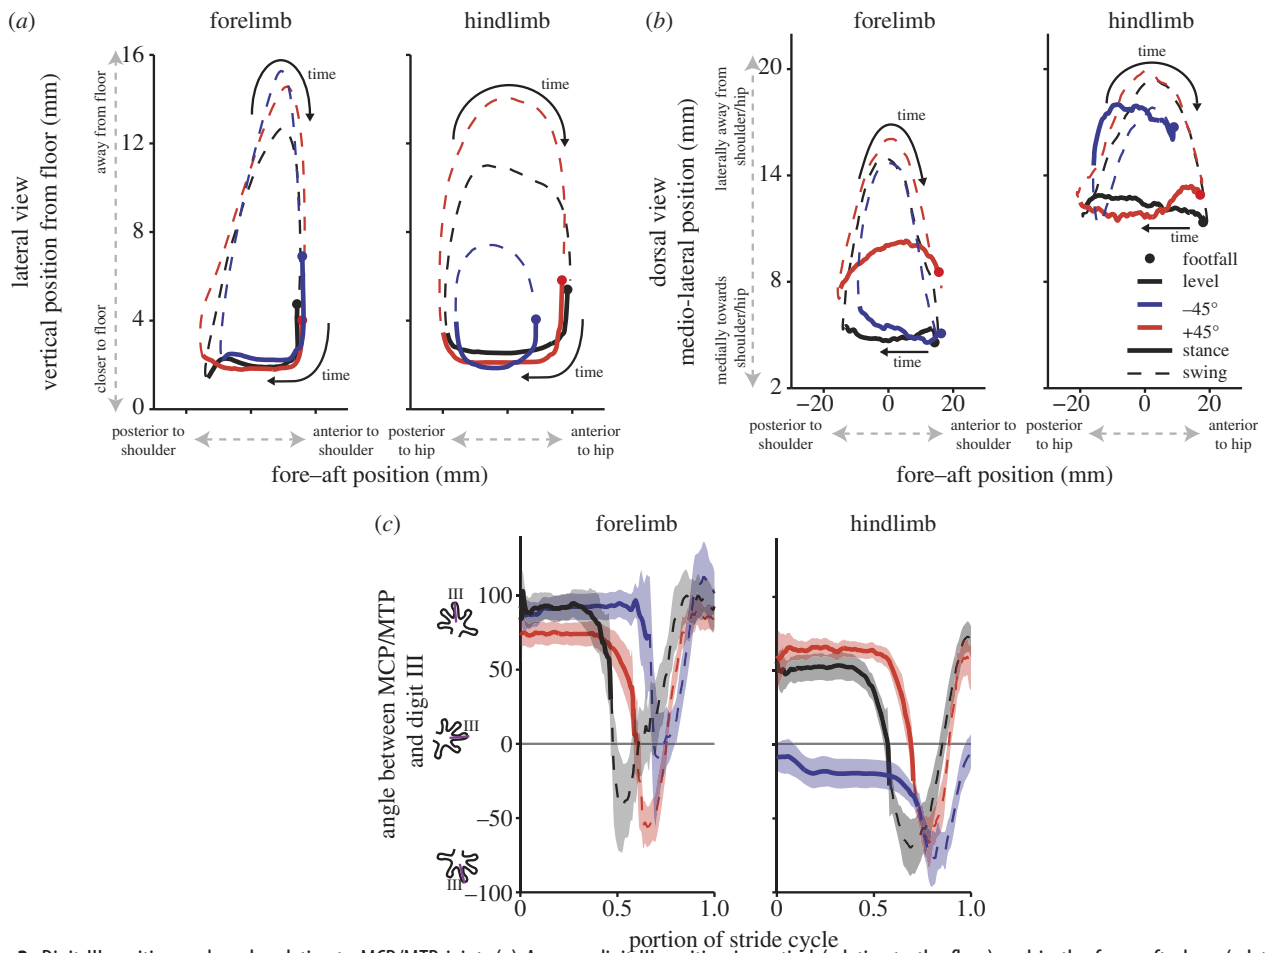 (a)
forelimb
hindlimb
lateral view
vertical position from floor (mm)
away from floor
closer to floor
16
12
8
4
0
time
time
time
time
posterior to shoulder
anterior to shoulder
posterior to hip
anterior to hip
fore–aft position (mm)
(b)
forelimb
hindlimb
dorsal view
medio-lateral position (mm)
laterally away from shoulder/hip
medially towards shoulder/hip
20
14
8
2
time
time
time
time
footfall
level
–45°
+45°
stance
swing
−20 0 20
−20 0 20
posterior to shoulder
anterior to shoulder
posterior to hip
anterior to hip
fore–aft position (mm)
(c)
forelimb
hindlimb
angle between MCP/MTP
and digit III
III
III
III
100
50
0
−50
−100
0 0.5 1.0
0 0.5 1.0
portion of stride cycle